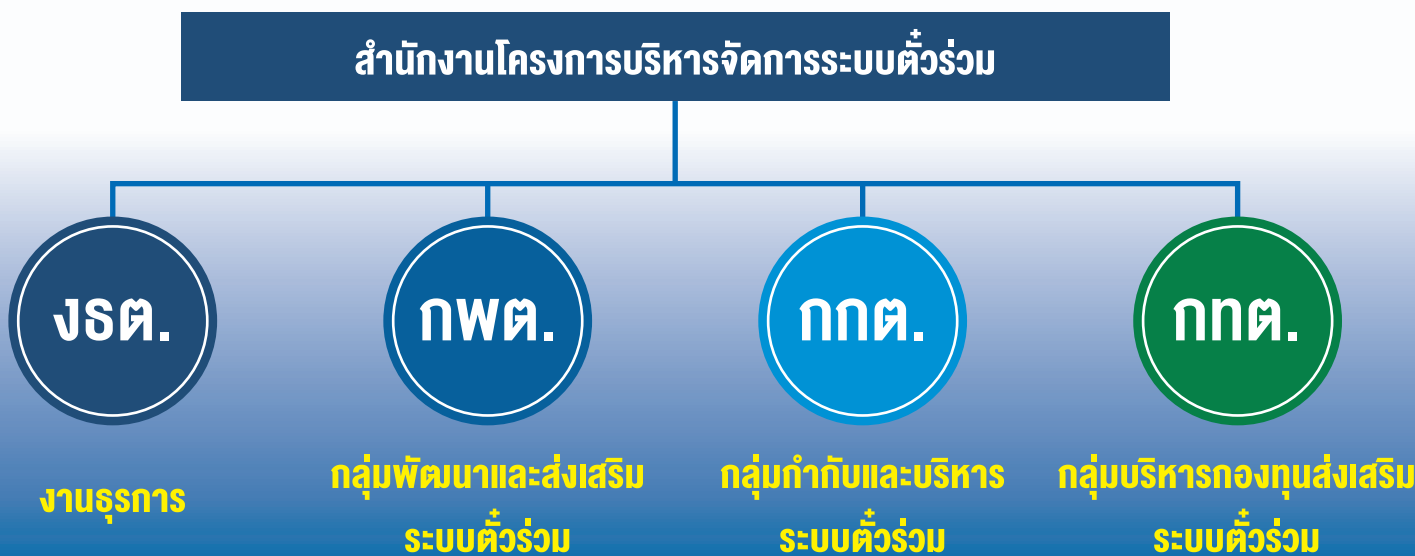 สำนักงานโครงการบริหารจัดการระบบตั๋วร่วม
งธต.
กพต.
กกต.
กทต.
งานธุรการ
กลุ่มพัฒนาและส่งเสริม
ระบบตั๋วร่วม
กลุ่มกำกับและบริหาร
ระบบตั๋วร่วม
กลุ่มบริหารกองทุนส่งเสริม
ระบบตั๋วร่วม